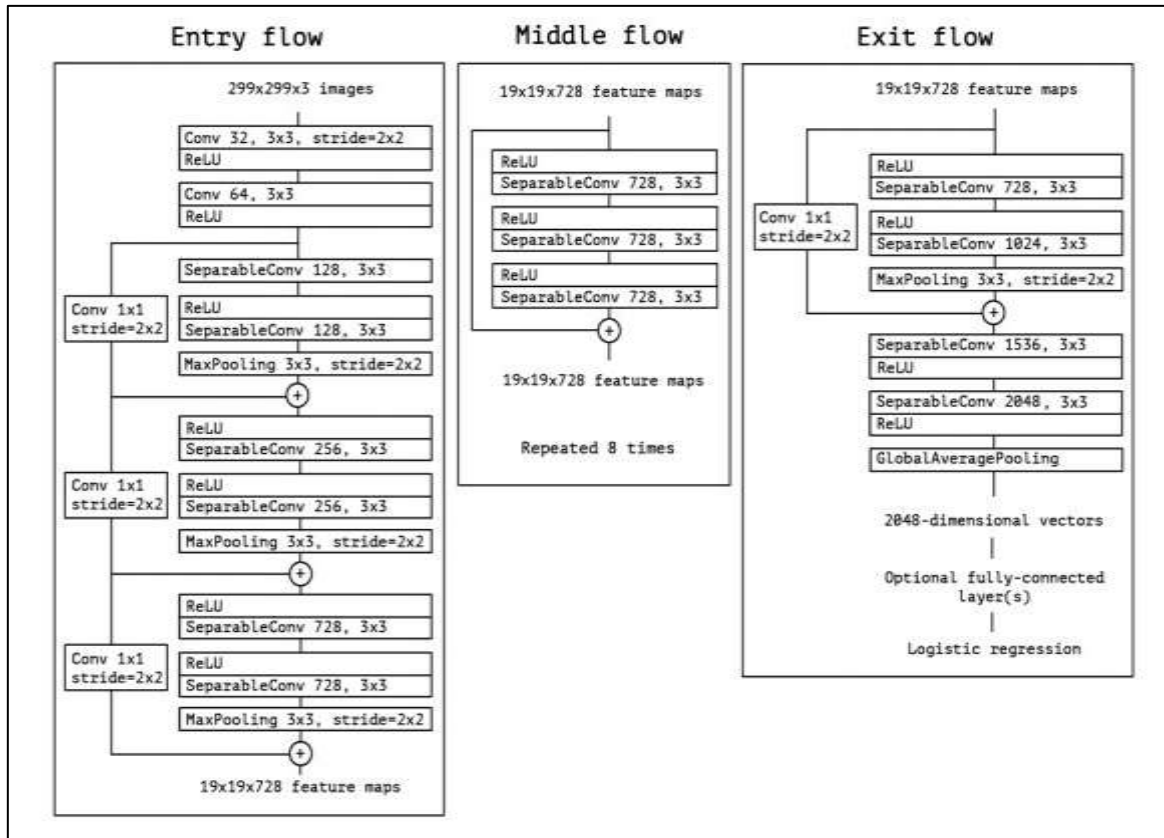 Entry flow
299x299x3 images
Conv 32, 3x3, stride=2x2
ReLU
Conv 64, 3x3
ReLU
SeparableConv 128, 3x3
Conv 1x1
stride=2x2
ReLU
SeparableConv 128, 3x3
MaxPooling 3x3, stride=2x2
+
ReLU
SeparableConv 256, 3x3
Conv 1x1
stride=2x2
ReLU
SeparableConv 256, 3x3
MaxPooling 3x3, stride=2x2
+
ReLU
SeparableConv 728, 3x3
Conv 1x1
stride=2x2
ReLU
SeparableConv 728, 3x3
MaxPooling 3x3, stride=2x2
+
19x19x728 feature maps
Middle flow
19x19x728 feature maps
ReLU
SeparableConv 728, 3x3
ReLU
SeparableConv 728, 3x3
ReLU
SeparableConv 728, 3x3
+
19x19x728 feature maps
Repeated 8 times
Exit flow
19x19x728 feature maps
ReLU
SeparableConv 728, 3x3
Conv 1x1
stride=2x2
ReLU
SeparableConv 1024, 3x3
MaxPooling 3x3, stride=2x2
+
SeparableConv 1536, 3x3
ReLU
SeparableConv 2048, 3x3
ReLU
GlobalAveragePooling
2048-dimensional vectors
Optional fully-connected
layer(s)
Logistic regression